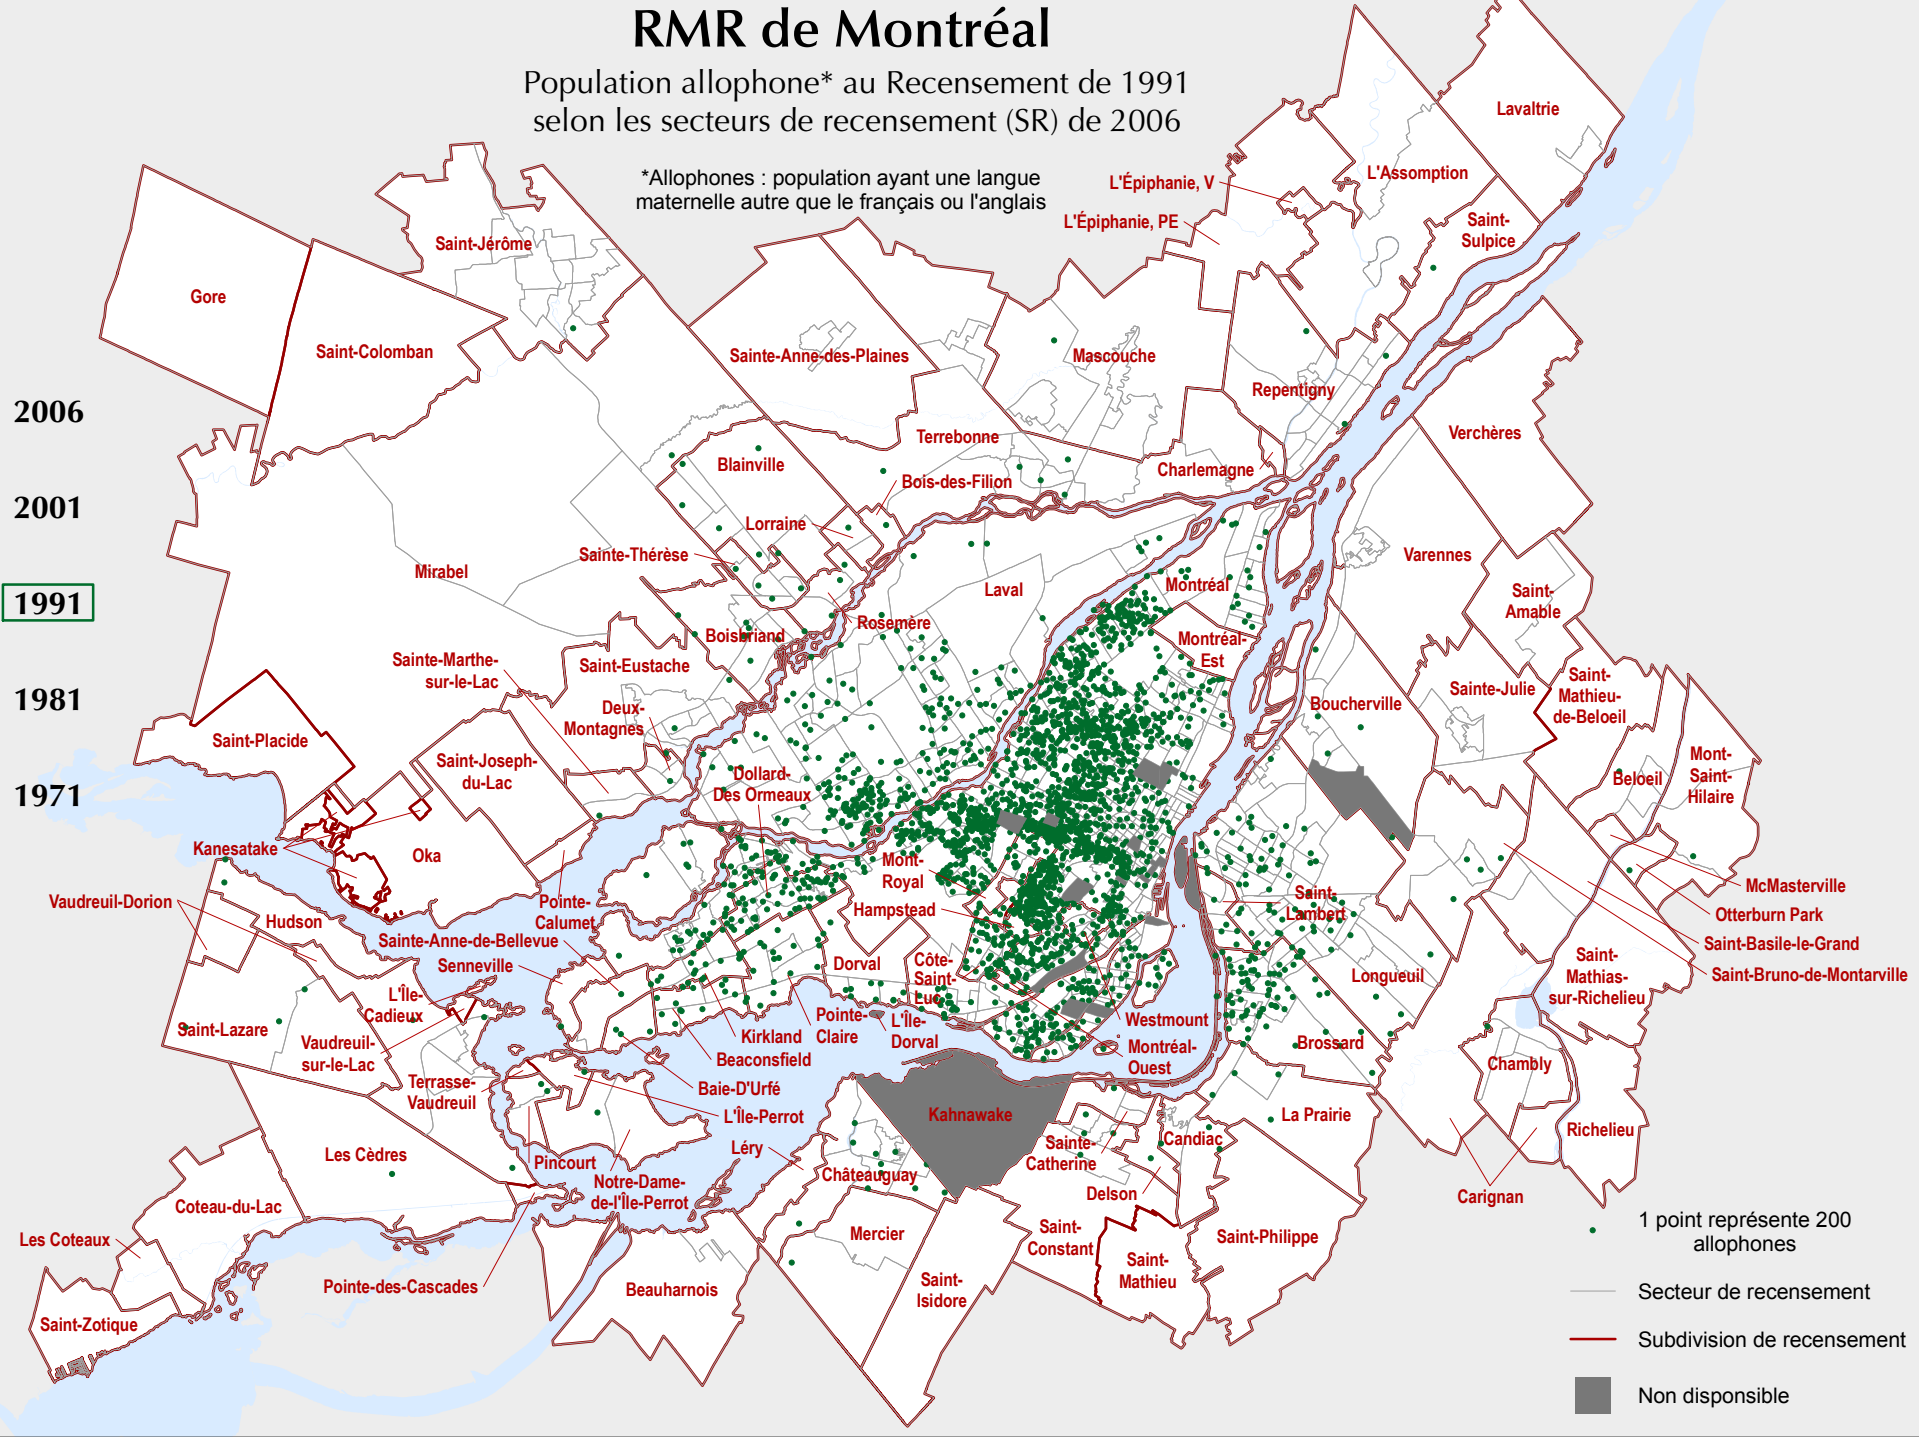 RMR de Montréal
Population allophone* au Recensement de 1991
selon les secteurs de recensement (SR) de 2006
*Allophones : population ayant une langue
maternelle autre que le français ou l'anglais
2006
2001
1991
1981
1971
Lavaltrie
L'Assomption
L'Épiphanie, V
L'Épiphanie, PE
Saint-
Sulpice
Saint-Jérôme
Gore
Saint-Colomban
Sainte-Anne-des-Plaines
Mascouche
Repentigny
Verchères
Terrebonne
Blainville
Charlemagne
Bois-des-Filion
Lorraine
Sainte-Thérèse
Varennes
Mirabel
Laval
Montréal
Saint-
Amable
Rosemère
Boisbriand
Montréal-
Est
Sainte-Marthe-
sur-le-Lac
Saint-Eustache
Saint-
Mathieu-
de-Beloeil
Sainte-Julie
Boucherville
Deux-
Montagnes
Saint-Placide
Saint-Joseph-
du-Lac
Mont-
Saint-
Hilaire
Beloeil
Dollard-
Des Ormeaux
Kanesatake
Oka
Mont-
Royal
McMasterville
Vaudreuil-Dorion
Hudson
Pointe-
Calumet
Hampstead
Saint-
Lambert
Otterburn Park
Sainte-Anne-de-Bellevue
Saint-Basile-le-Grand
Senneville
Dorval
Côte-
Saint-
Luc
Longueuil
Saint-
Mathias-
sur-Richelieu
Saint-Bruno-de-Montarville
L'Île-
Cadieux
Saint-Lazare
Vaudreuil-
sur-le-Lac
Kirkland
Pointe-
Claire
L'Île-
Dorval
Westmount
Beaconsfield
Montréal-
Ouest
Brossard
Chambly
Terrasse-
Vaudreuil
Baie-D'Urfé
L'Île-Perrot
Kahnawake
La Prairie
Richelieu
Les Cèdres
Pincourt
Léry
Sainte-
Catherine
Candiac
Châteauguay
Notre-Dame-
de-l'Île-Perrot
Delson
Carignan
Coteau-du-Lac
Les Coteaux
Mercier
Saint-
Constant
Saint-Philippe
Saint-
Mathieu
Pointe-des-Cascades
Beauharnois
Saint-
Isidore
Saint-Zotique
1 point représente 200
allophones
Secteur de recensement
Subdivision de recensement
Non disponible